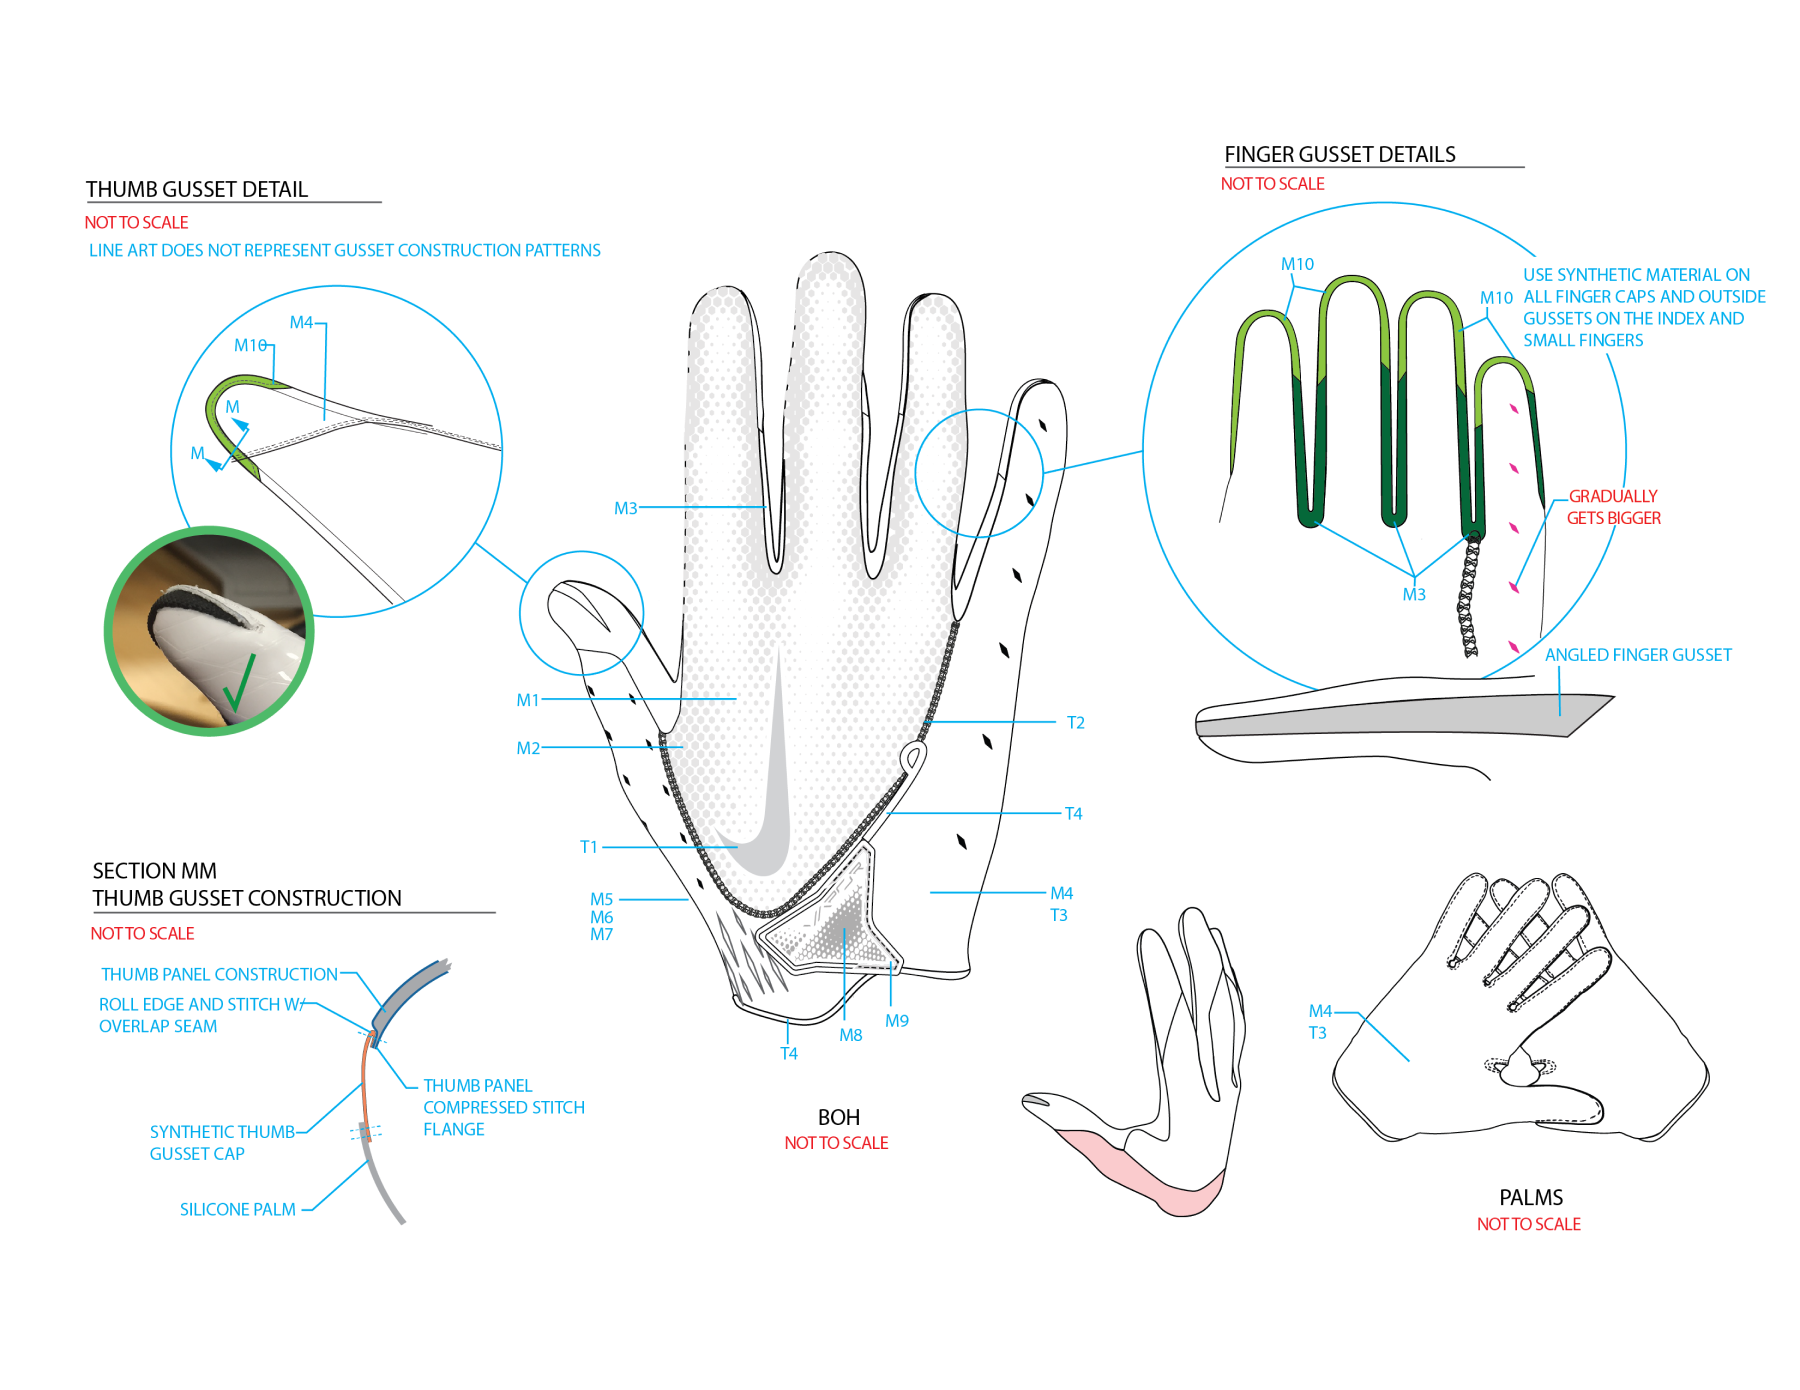 THUMB GUSSET DETAIL
NOT TO SCALE
LINE ART DOES NOT REPRESENT GUSSET CONSTRUCTION PATTERNS
M4
M10
M
M
FINGER GUSSET DETAILS
NOT TO SCALE
M10
M10
USE SYNTHETIC MATERIAL ON
ALL FINGER CAPS AND OUTSIDE
GUSSETS ON THE INDEX AND
SMALL FINGERS
GRADUALLY
GETS BIGGER
M3
ANGLED FINGER GUSSET
M3
M1
M2
T1
M5
M6
M7
T2
T4
M4
T3
M9
M8
T4
BOH
NOT TO SCALE
SECTION MM
THUMB GUSSET CONSTRUCTION
NOT TO SCALE
THUMB PANEL CONSTRUCTION
ROLL EDGE AND STITCH W/
OVERLAP SEAM
THUMB PANEL
COMPRESSED STITCH
FLANGE
SYNTHETIC THUMB
GUSSET CAP
SILICONE PALM
M4
T3
PALMS
NOT TO SCALE